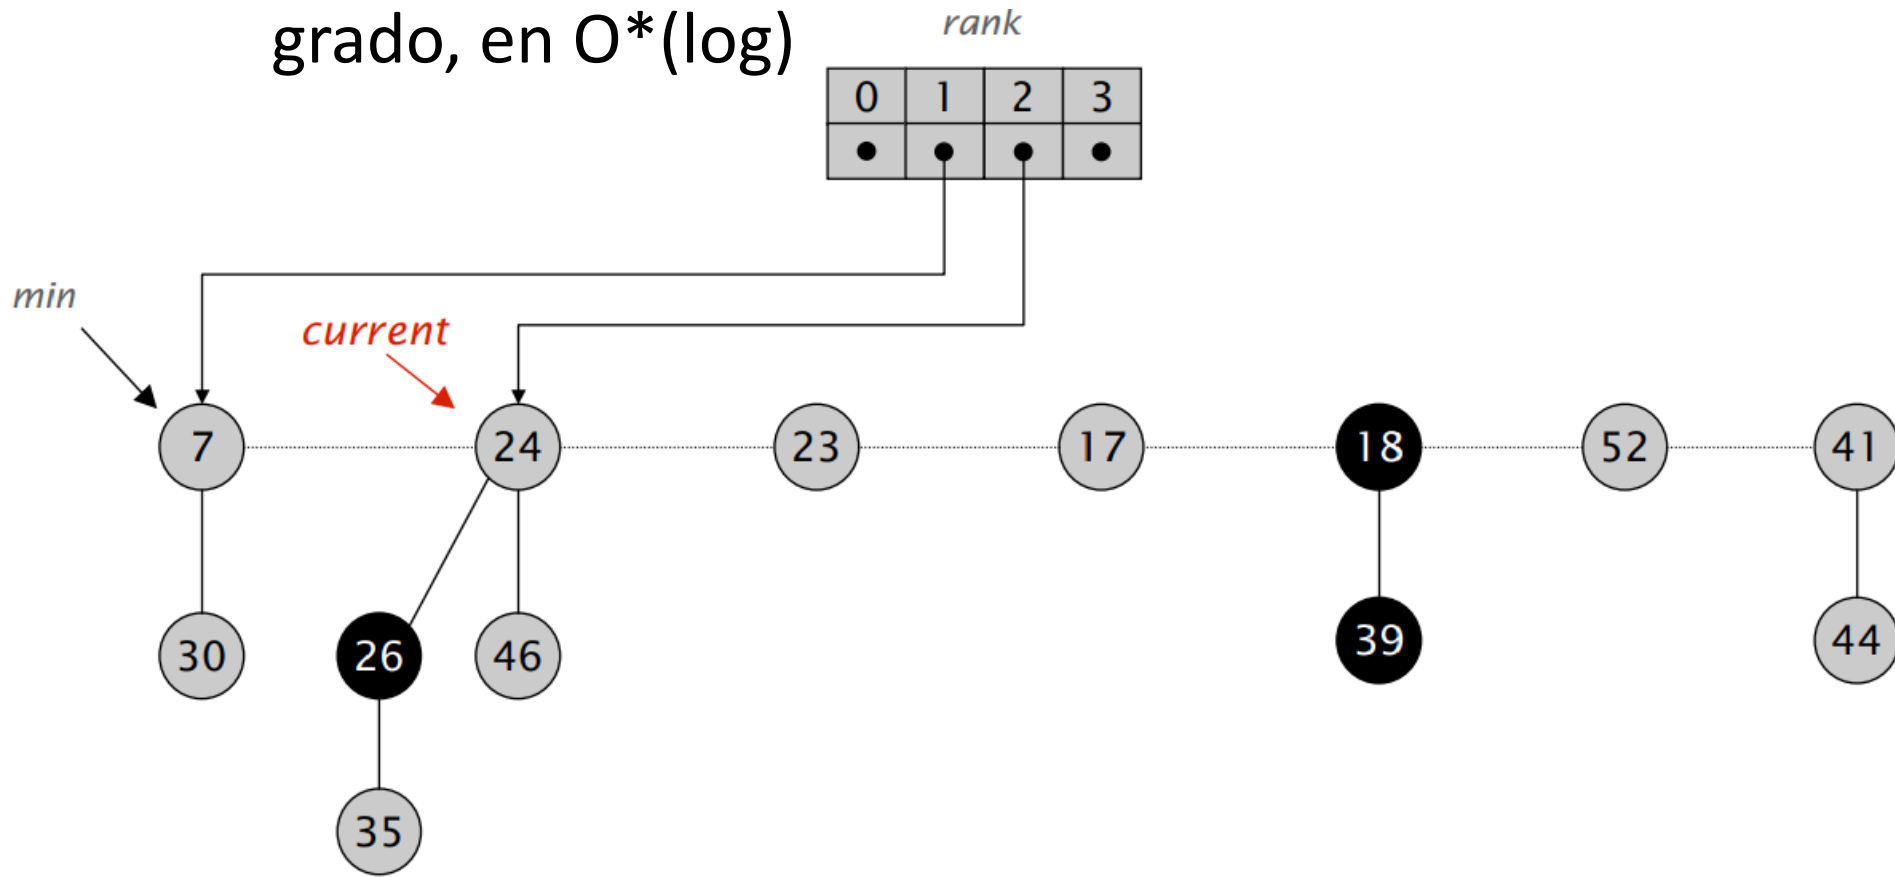 grado, en O*(log)
rank
0 1 2 3
min
current
7 24 23 17 18 52 41
30 26 46 39 44
35